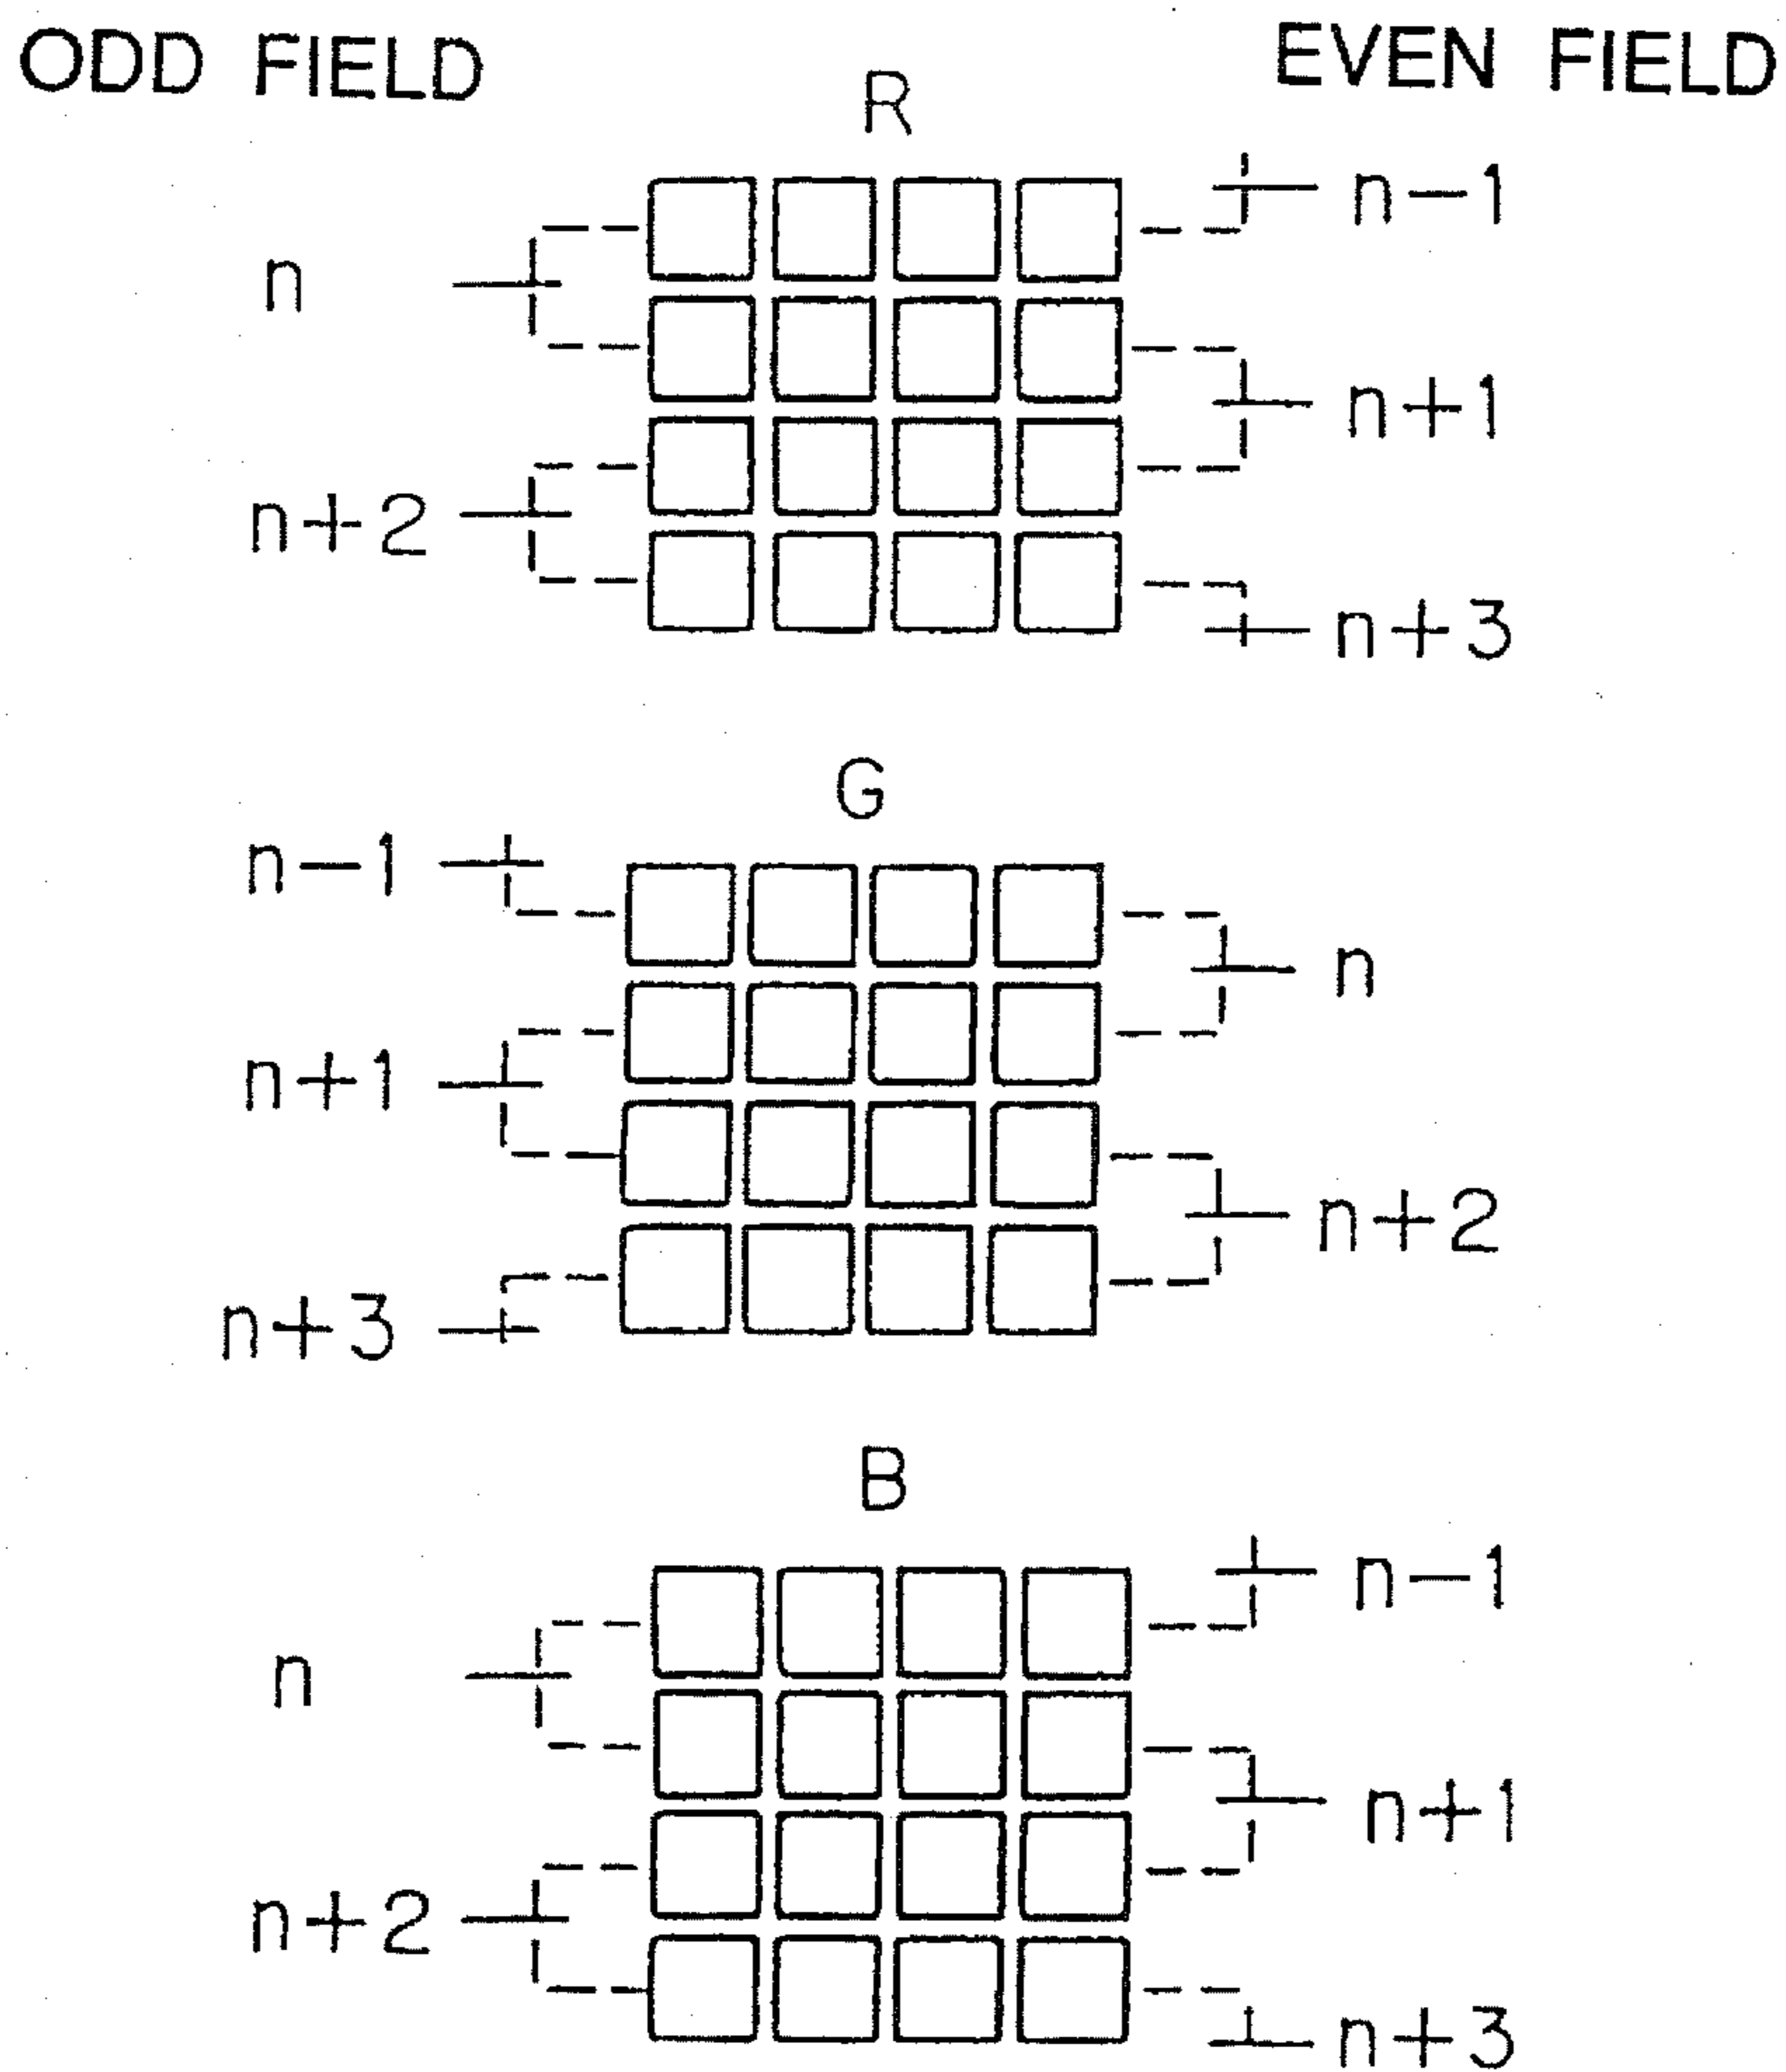 ODD FIELD EVEN FIELD
R
n-1
n
n+1
n+2
n+3
G
n-1
n
n+1
n+2
n+3
B
n-1
n
n+1
n+2
n+3